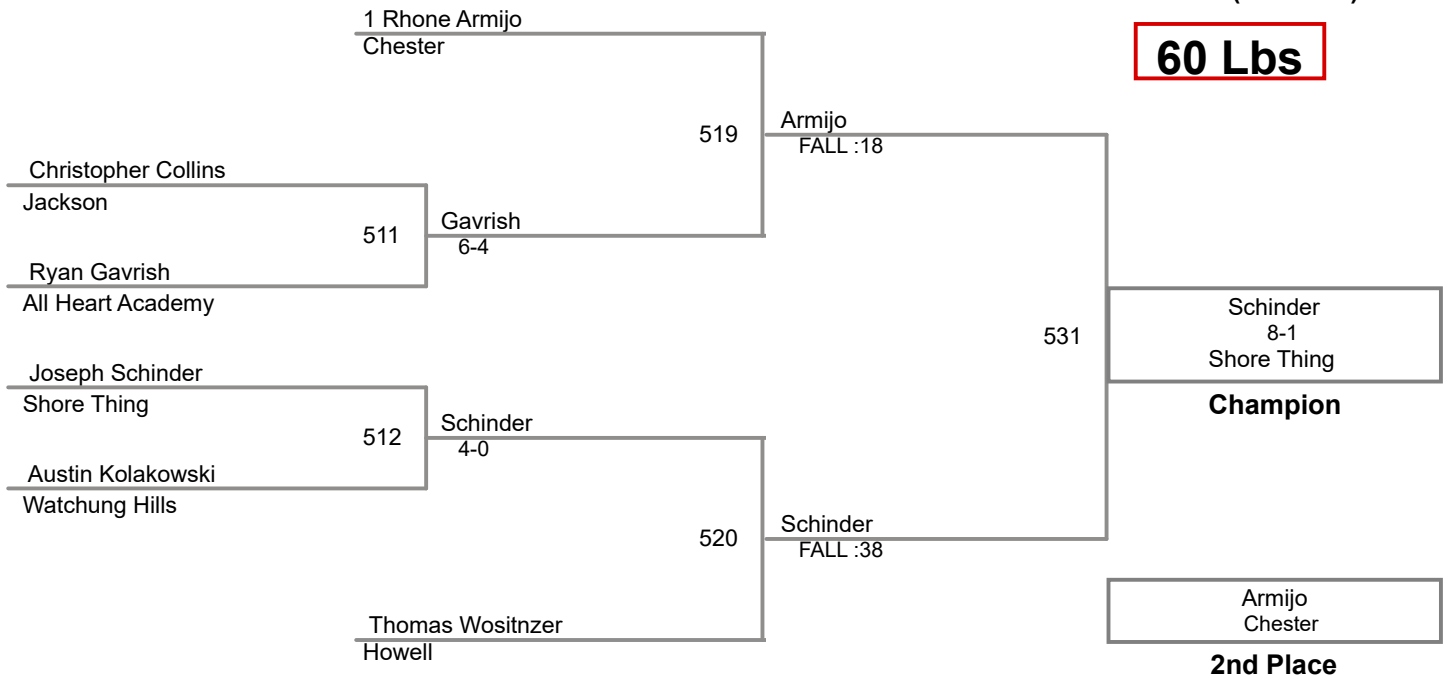 1 Rhone Armijo
Chester
60 Lbs
519
Armijo
FALL :18
Christopher Collins
Jackson
511
Gavrish
6-4
Ryan Gavrish
All Heart Academy
531
Schinder
8-1
Shore Thing
Champion
Joseph Schinder
Shore Thing
512
Schinder
4-0
Austin Kolakowski
Watchung Hills
520
Schinder
FALL :38
Thomas Wositnzer
Howell
Armijo
Chester
2nd Place